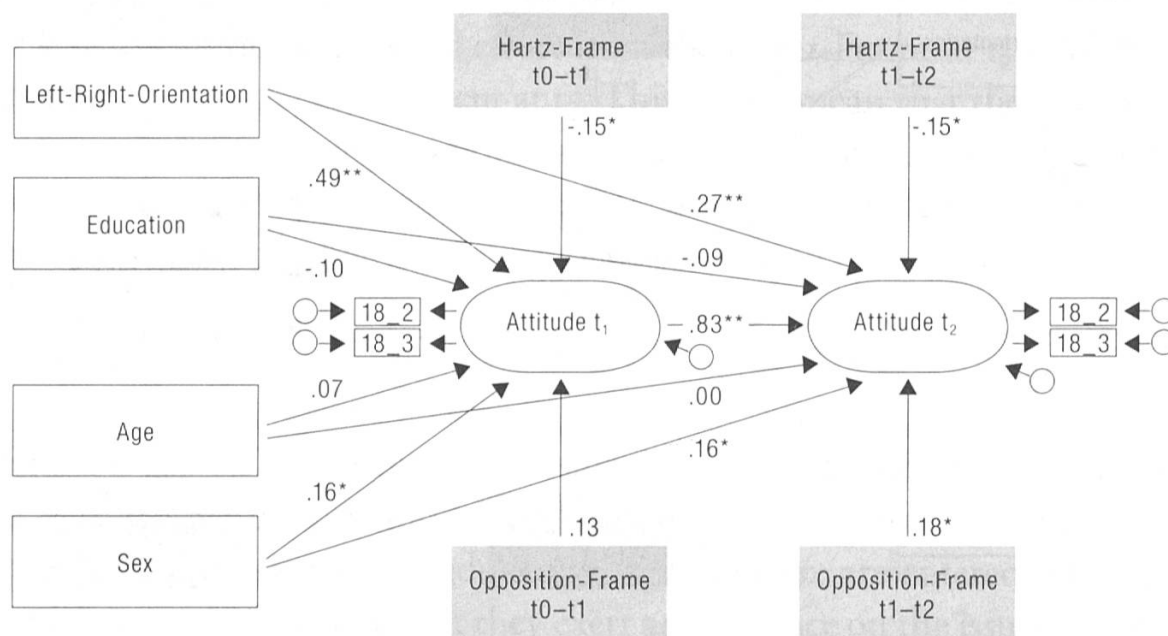 Hartz-Frame
t0–t1
Hartz-Frame
t1–t2
Left-Right-Orientation
-.15*
-.15*
.49**
.27**
Education
-.09
-.10
18_2
18_3
Attitude t₁
.83**
Attitude t₂
18_2
18_3
.07
.00
Age
.16*
.16*
Sex
.13
.18*
Opposition-Frame
t0–t1
Opposition-Frame
t1–t2